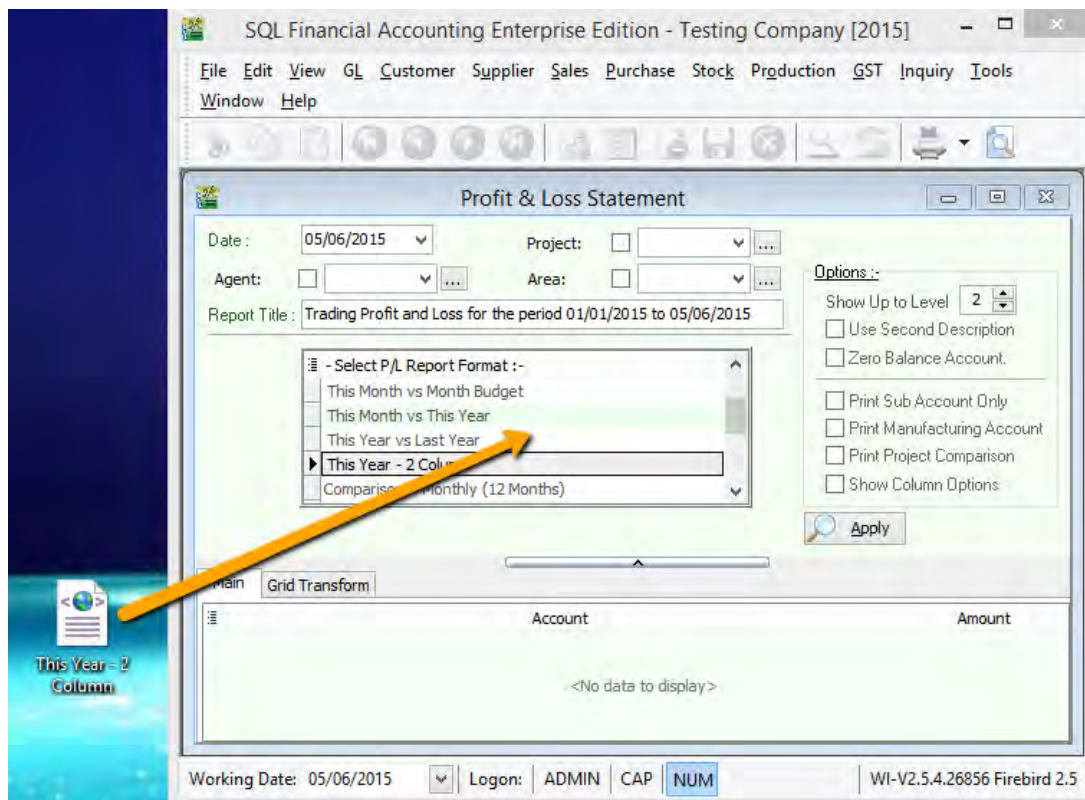 SQL Financial Accounting Enterprise Edition - Testing Company [2015]
File Edit View GL Customer Supplier Sales Purchase Stock Production GST Inquiry Tools
Window Help
Profit & Loss Statement
Date : 05/06/2015 Project: ...
Agent: ... Area: ...
Report Title : Trading Profit and Loss for the period 01/01/2015 to 05/06/2015
Options :-
Show Up to Level 2
Use Second Description
Zero Balance Account.
Print Sub Account Only
Print Manufacturing Account
Print Project Comparison
Show Column Options
Apply
- Select P/L Report Format :-
This Month vs Month Budget
This Month vs This Year
This Year vs Last Year
This Year - 2 Colu
Comparison Monthly (12 Months)
Main Grid Transform
Account Amount
<No data to display>
This Year - 2
Column
Working Date: 05/06/2015 Logon: ADMIN CAP NUM WI-V2.5.4.26856 Firebird 2.5